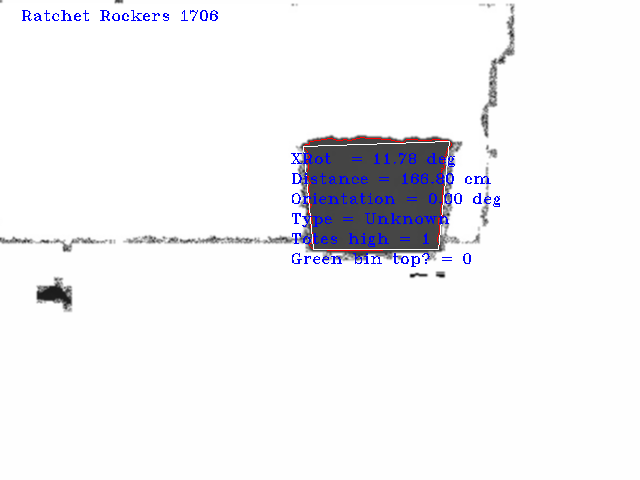 Ratchet Rockers 1706
XRot = 11.78 deg
Distance = 166.80 cm
Orientation = 0.00 deg
Type = Unknown
Totes high = 1
Green bin top? = 0